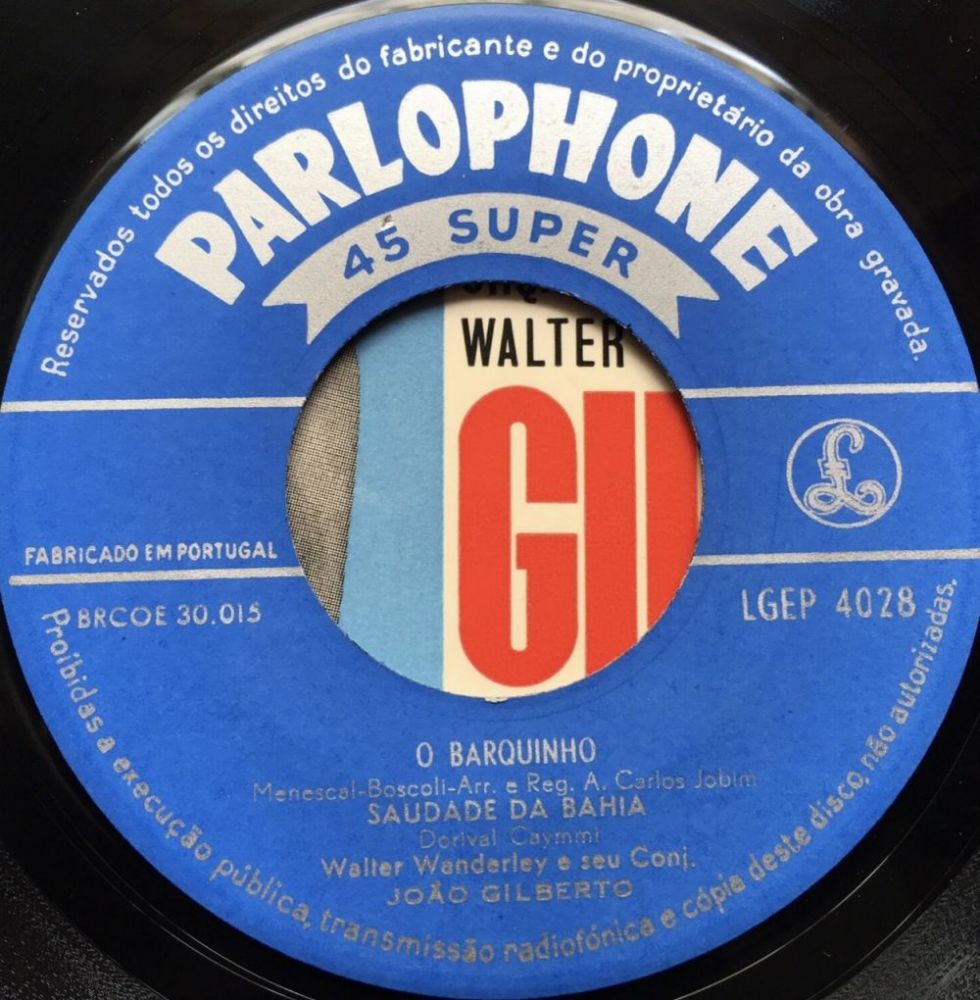 Reservados todos os direitos do fabricante e do proprietário da obra gravada.
PARLOPHONE
45 SUPER
WALTER
GI
£
FABRICADO EM PORTUGAL
BRCOE 30.015
LGEP 4028
O BARQUINHO
Menescal-Boscoli-Arr. e Reg. A. Carlos Jobim
SAUDADE DA BAHIA
Dorival Caymmi
Walter Wanderley e seu Conj.
JOÃO GILBERTO
Proibidas a execução pública, transmissão radiofónica e cópia deste disco, não autorizadas.